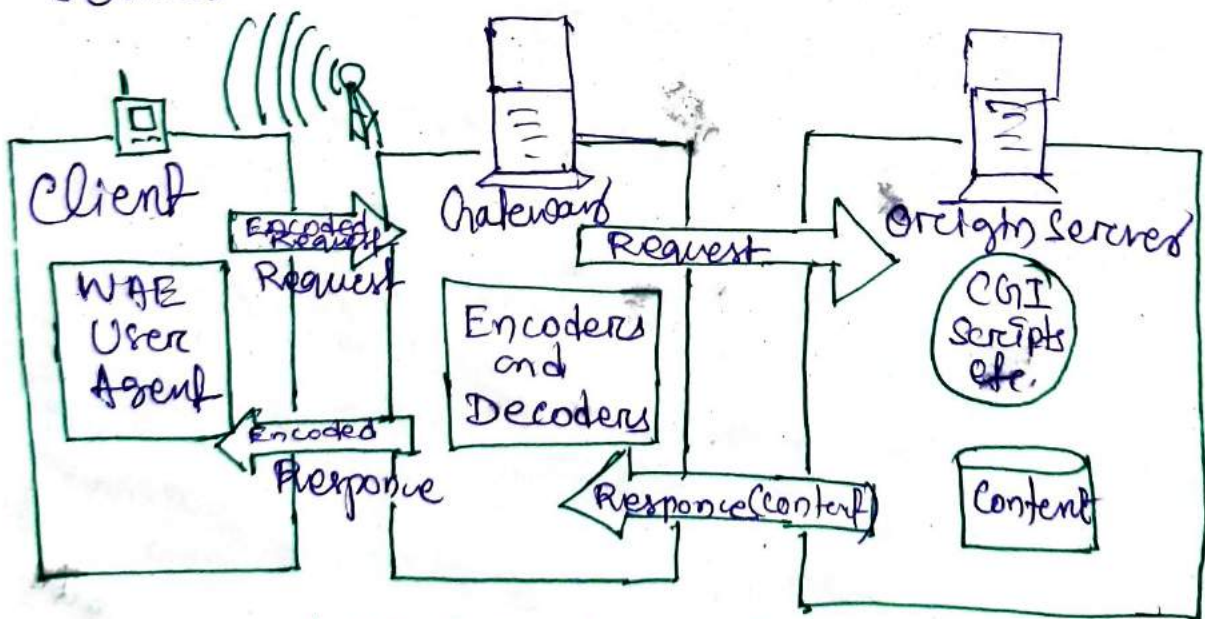 Client
Encoded
Request
Request
WAE
User
Agent
Encoded
Responce
Gateway
Request
Encoders
and
Decoders
Responce(content)
Origin Server
CGI
Scripts
etc.
Content